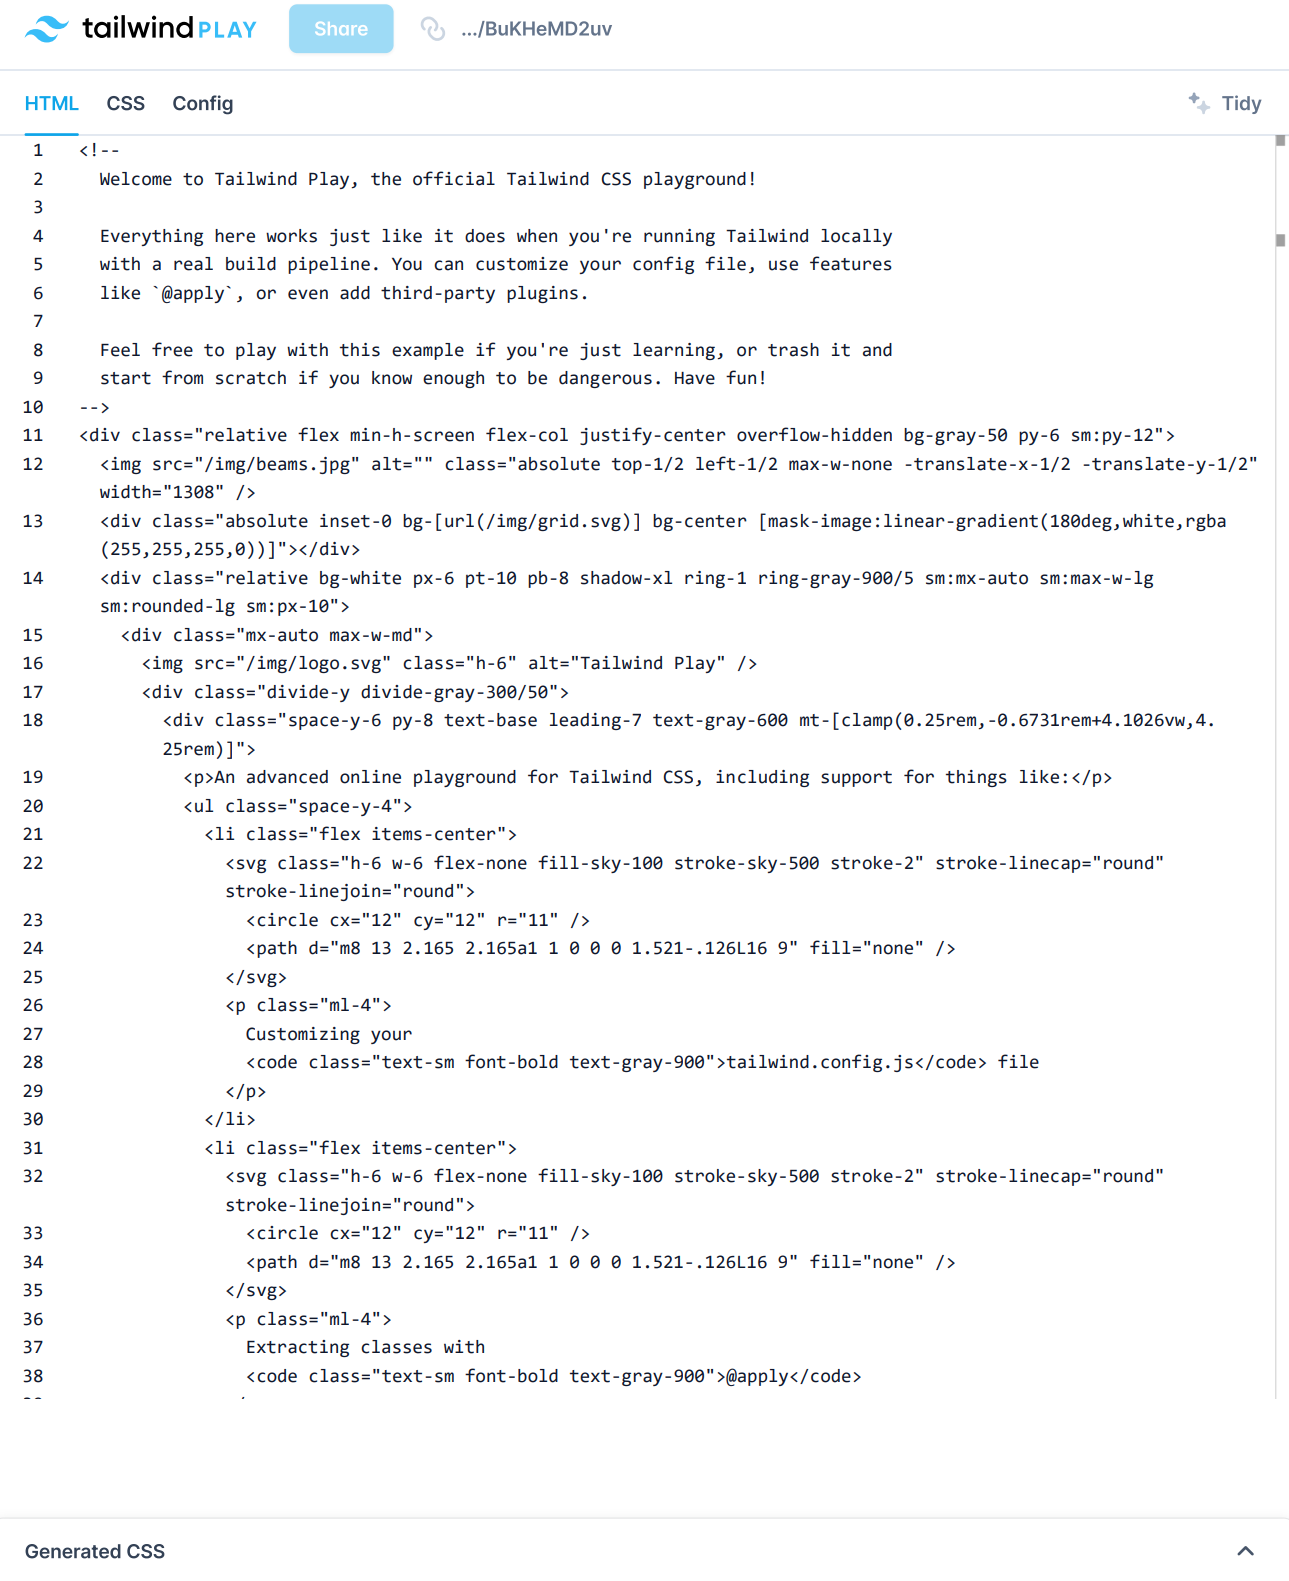 tailwind PLAY Share .../BuKHeMD2uv
HTML CSS Config Tidy
1 <!--
2 Welcome to Tailwind Play, the official Tailwind CSS playground!
3
4 Everything here works just like it does when you're running Tailwind locally
5 with a real build pipeline. You can customize your config file, use features
6 like `@apply`, or even add third-party plugins.
7
8 Feel free to play with this example if you're just learning, or trash it and
9 start from scratch if you know enough to be dangerous. Have fun!
10 -->
11 <div class="relative flex min-h-screen flex-col justify-center overflow-hidden bg-gray-50 py-6 sm:py-12">
12 <img src="/img/beams.jpg" alt="" class="absolute top-1/2 left-1/2 max-w-none -translate-x-1/2 -translate-y-1/2"
width="1308" />
13 <div class="absolute inset-0 bg-[url(/img/grid.svg)] bg-center [mask-image:linear-gradient(180deg,white,rgba
(255,255,255,0))]"></div>
14 <div class="relative bg-white px-6 pt-10 pb-8 shadow-xl ring-1 ring-gray-900/5 sm:mx-auto sm:max-w-lg
sm:rounded-lg sm:px-10">
15 <div class="mx-auto max-w-md">
16 <img src="/img/logo.svg" class="h-6" alt="Tailwind Play" />
17 <div class="divide-y divide-gray-300/50">
18 <div class="space-y-6 py-8 text-base leading-7 text-gray-600 mt-[clamp(0.25rem,-0.6731rem+4.1026vw,4.
25rem)]">
19 <p>An advanced online playground for Tailwind CSS, including support for things like:</p>
20 <ul class="space-y-4">
21 <li class="flex items-center">
22 <svg class="h-6 w-6 flex-none fill-sky-100 stroke-sky-500 stroke-2" stroke-linecap="round"
stroke-linejoin="round">
23 <circle cx="12" cy="12" r="11" />
24 <path d="m8 13 2.165 2.165a1 1 0 0 0 1.521-.126L16 9" fill="none" />
25 </svg>
26 <p class="ml-4">
27 Customizing your
28 <code class="text-sm font-bold text-gray-900">tailwind.config.js</code> file
29 </p>
30 </li>
31 <li class="flex items-center">
32 <svg class="h-6 w-6 flex-none fill-sky-100 stroke-sky-500 stroke-2" stroke-linecap="round"
stroke-linejoin="round">
33 <circle cx="12" cy="12" r="11" />
34 <path d="m8 13 2.165 2.165a1 1 0 0 0 1.521-.126L16 9" fill="none" />
35 </svg>
36 <p class="ml-4">
37 Extracting classes with
38 <code class="text-sm font-bold text-gray-900">@apply</code>
Generated CSS